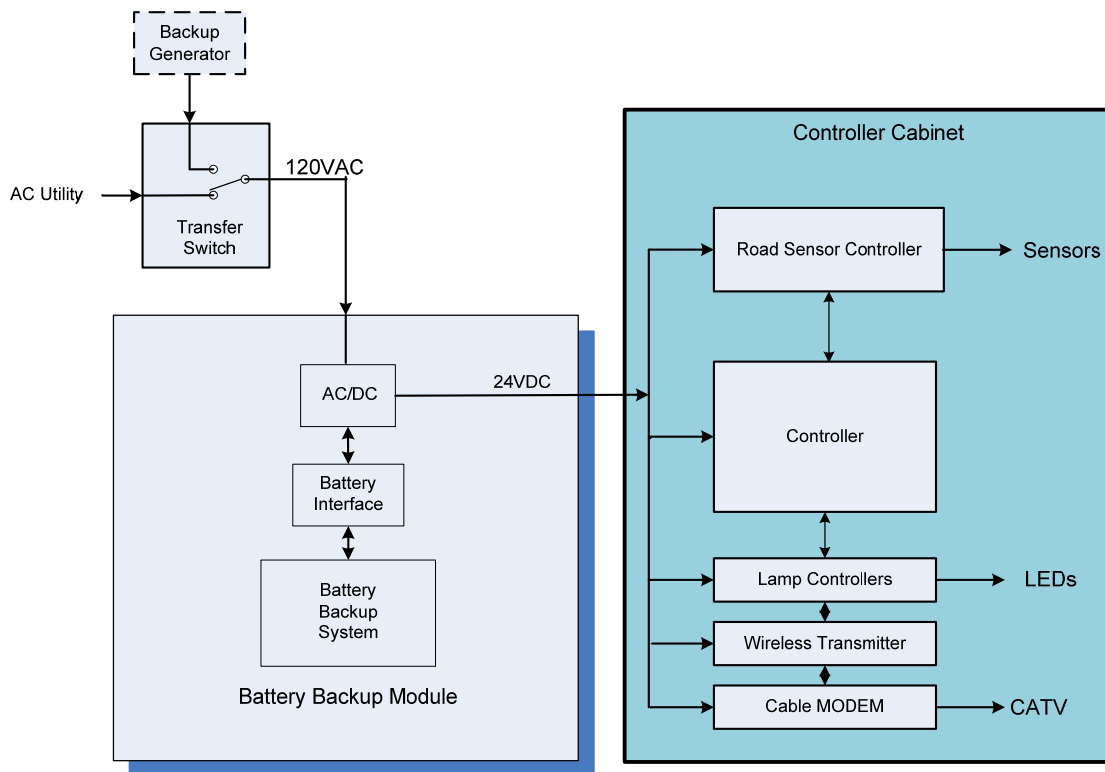 Backup
Generator
Controller Cabinet
120VAC
AC Utility
Transfer
Switch
Road Sensor Controller
Sensors
24VDC
AC/DC
Controller
Battery
Interface
Lamp Controllers
LEDs
Battery
Backup
System
Wireless Transmitter
Battery Backup Module
Cable MODEM
CATV